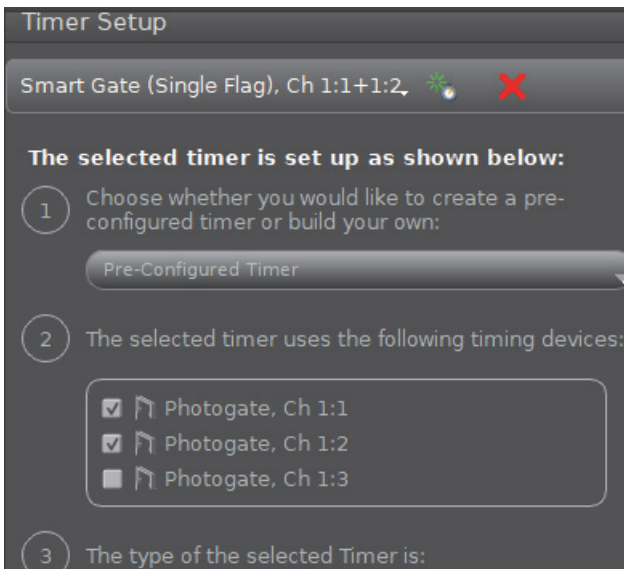 Timer Setup
Smart Gate (Single Flag), Ch 1:1+1:2
The selected timer is set up as shown below:
1
Choose whether you would like to create a pre-
configured timer or build your own:
Pre-Configured Timer
2
The selected timer uses the following timing devices:
Photogate, Ch 1:1
Photogate, Ch 1:2
Photogate, Ch 1:3
3
The type of the selected Timer is: